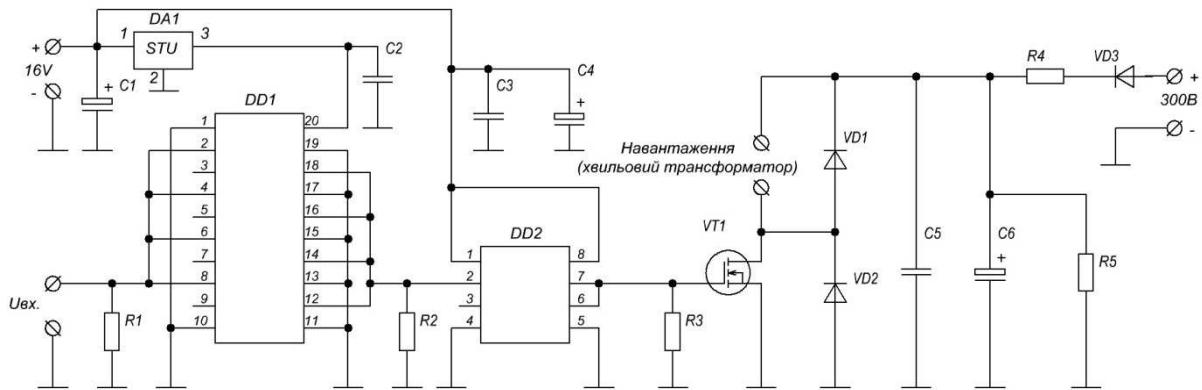 DA1
1 STU 3
2
+
16V
-
C1
+
C2
C3
C4
+
DD1
1 20
2 19
3 18
4 17
5 16
6 15
7 14
8 13
9 12
10 11
Uвх.
R1
R2
DD2
1 8
2 7
3 6
4 5
R3
VT1
Навантаження
(хвильовий трансформатор)
VD1
VD2
C5
C6
+
R5
R4
VD3
+
300В
-